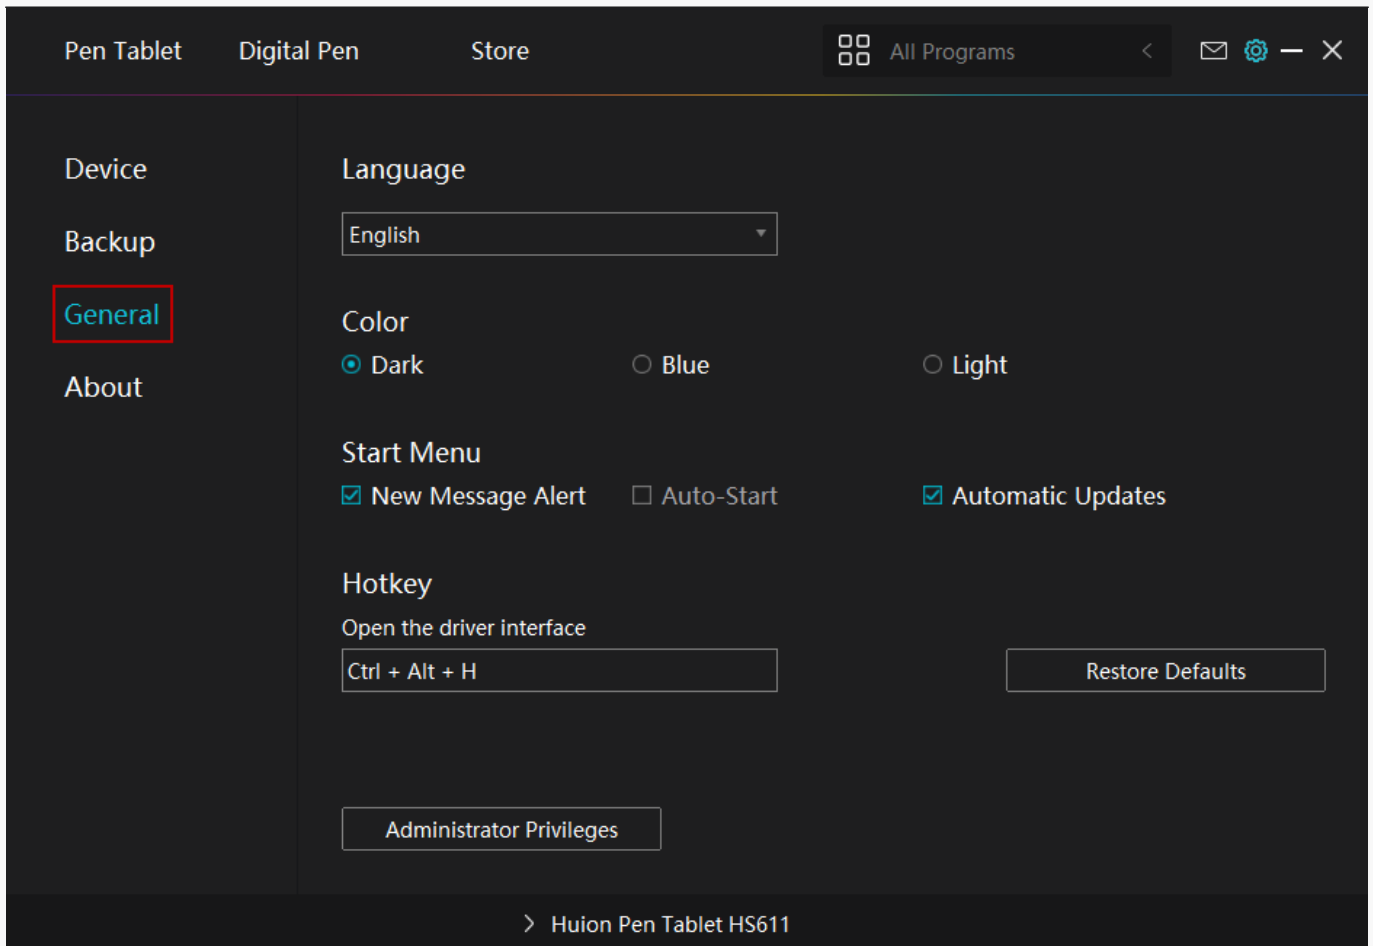 Pen Tablet Digital Pen Store All Programs
Device
Backup
General
About
Language
English
Color
Dark Blue Light
Start Menu
New Message Alert Auto-Start Automatic Updates
Hotkey
Open the driver interface
Ctrl + Alt + H Restore Defaults
Administrator Privileges
Huion Pen Tablet HS611